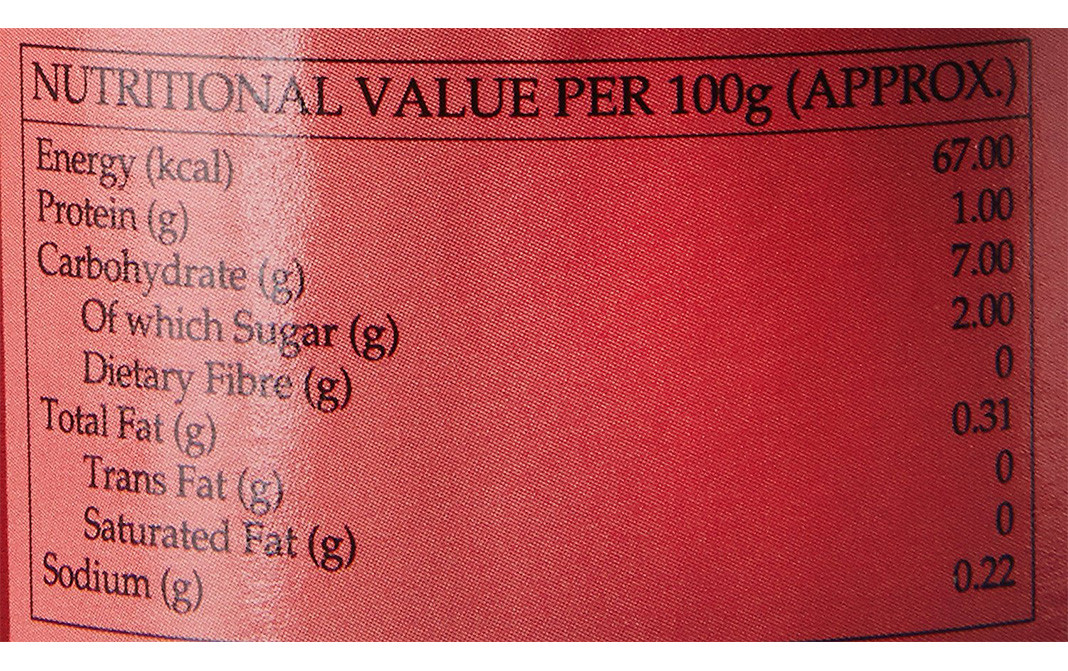 NUTRITIONAL VALUE PER 100g (APPROX.)
Energy (kcal) 67.00
Protein (g) 1.00
Carbohydrate (g) 7.00
Of which Sugar (g) 2.00
Dietary Fibre (g) 0
Total Fat (g) 0.31
Trans Fat (g) 0
Saturated Fat (g) 0
Sodium (g) 0.22